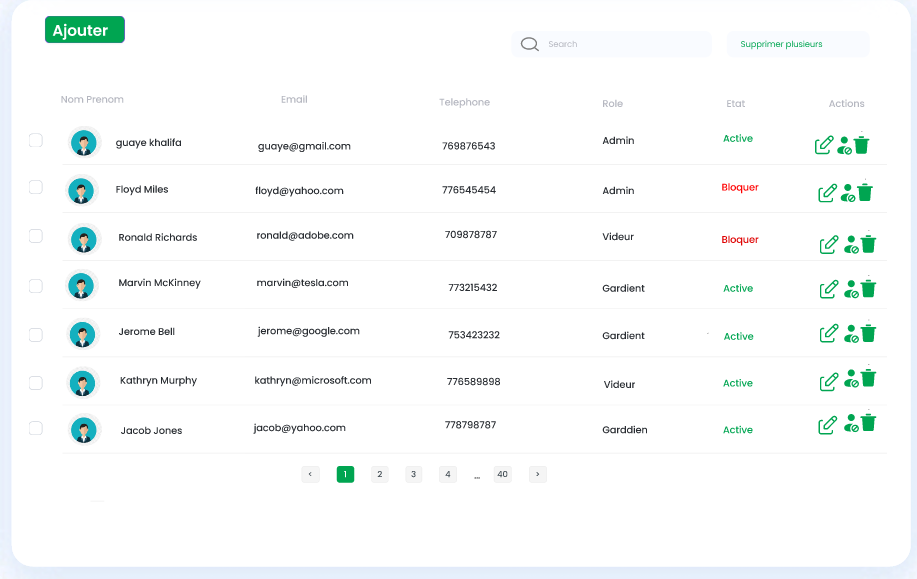 Ajouter
Search
Supprimer plusieurs
Nom Prenom Email Telephone Role Etat Actions
guaye khalifa guaye@gmail.com 769876543 Admin Active
Floyd Miles floyd@yahoo.com 776545454 Admin Bloquer
Ronald Richards ronald@adobe.com 709878787 Videur Bloquer
Marvin McKinney marvin@tesla.com 773215432 Gardient Active
Jerome Bell jerome@google.com 753423232 Gardient Active
Kathryn Murphy kathryn@microsoft.com 776589898 Videur Active
Jacob Jones jacob@yahoo.com 778798787 Garddien Active
< 1 2 3 4 ... 40 >